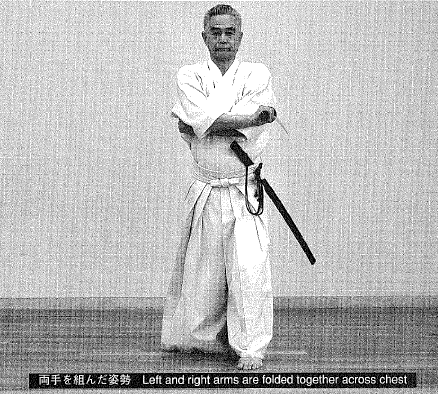 両手を組んだ姿勢 Left and right arms are folded together across chest